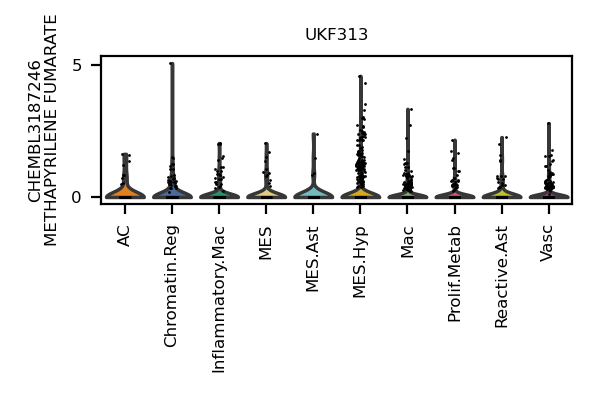 UKF313
CHEMBL3187246
METHAPYRILENE FUMARATE
5
0
AC
Chromatin.Reg
Inflammatory.Mac
MES
MES.Ast
MES.Hyp
Mac
Prolif.Metab
Reactive.Ast
Vasc